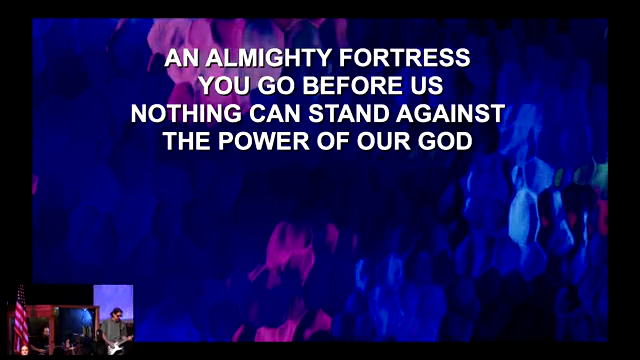 AN ALMIGHTY FORTRESS
YOU GO BEFORE US
NOTHING CAN STAND AGAINST
THE POWER OF OUR GOD